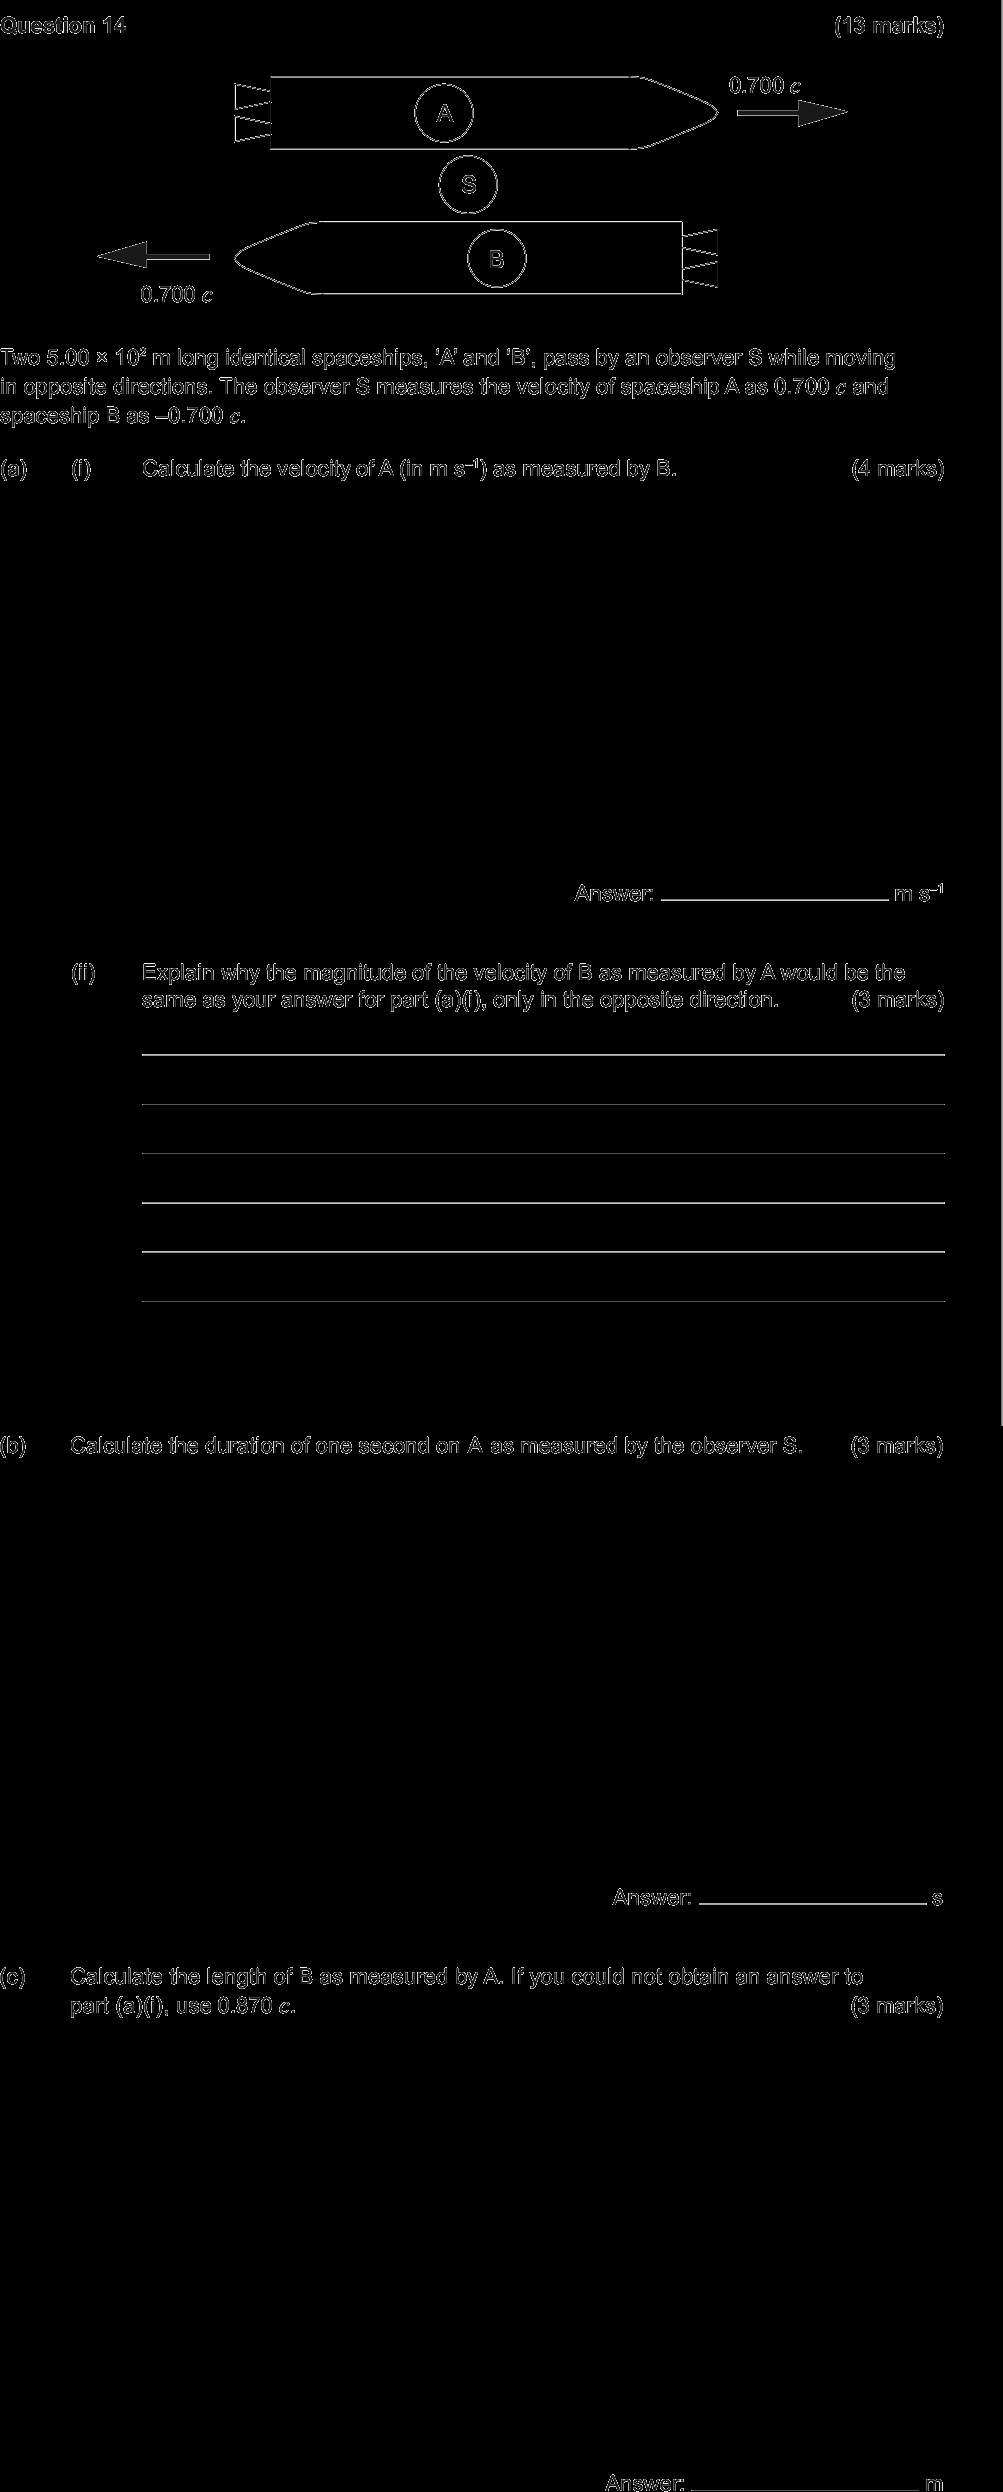 Question 14 (13 marks)
A
0.700 c
S
B
0.700 c
Two 5.00 × 10² m long identical spaceships, ‘A’ and ‘B’, pass by an observer S while moving
in opposite directions. The observer S measures the velocity of spaceship A as 0.700 c and
spaceship B as –0.700 c.
(a) (i) Calculate the velocity of A (in m s⁻¹) as measured by B. (4 marks)
Answer: m s⁻¹
(ii) Explain why the magnitude of the velocity of B as measured by A would be the
same as your answer for part (a)(i), only in the opposite direction. (3 marks)
(b) Calculate the duration of one second on A as measured by the observer S. (3 marks)
Answer: s
(c) Calculate the length of B as measured by A. If you could not obtain an answer to
part (a)(i), use 0.870 c. (3 marks)
Answer: m